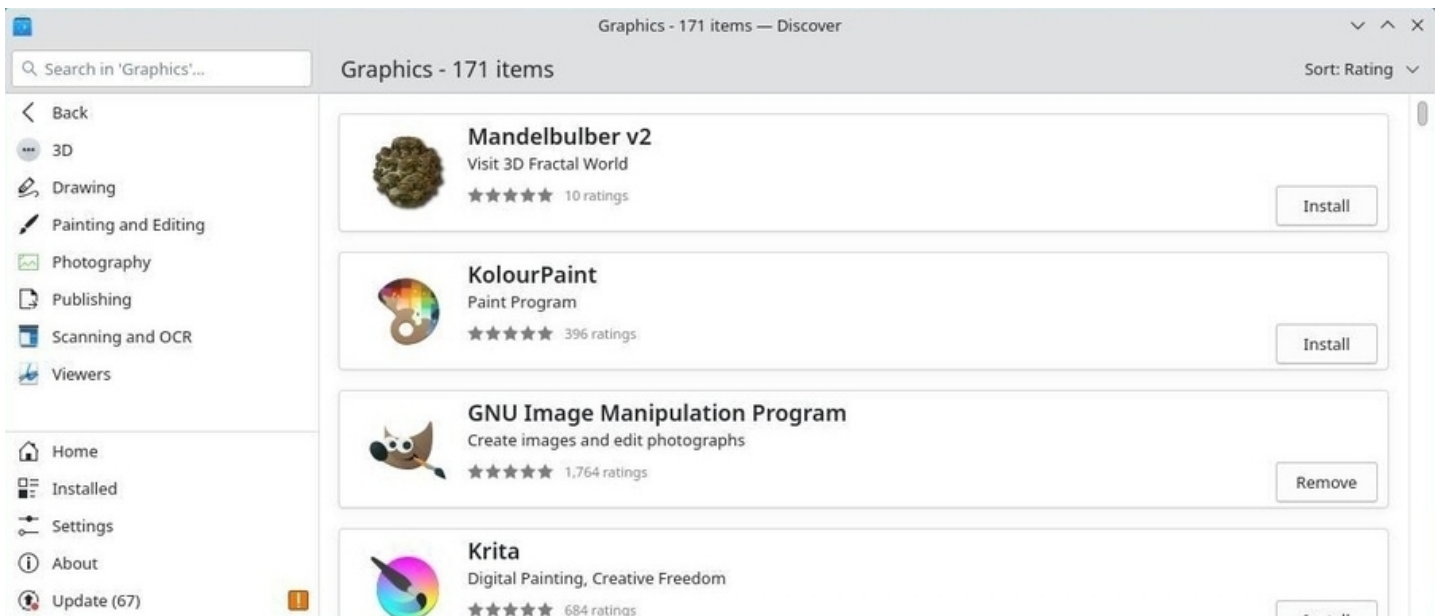 Graphics - 171 items — Discover
Search in 'Graphics'...
Graphics - 171 items
Sort: Rating
Back
3D
Drawing
Painting and Editing
Photography
Publishing
Scanning and OCR
Viewers
Home
Installed
Settings
About
Update (67)
Mandelbulber v2
Visit 3D Fractal World
10 ratings
Install
KolourPaint
Paint Program
396 ratings
Install
GNU Image Manipulation Program
Create images and edit photographs
1,764 ratings
Remove
Krita
Digital Painting, Creative Freedom
684 ratings